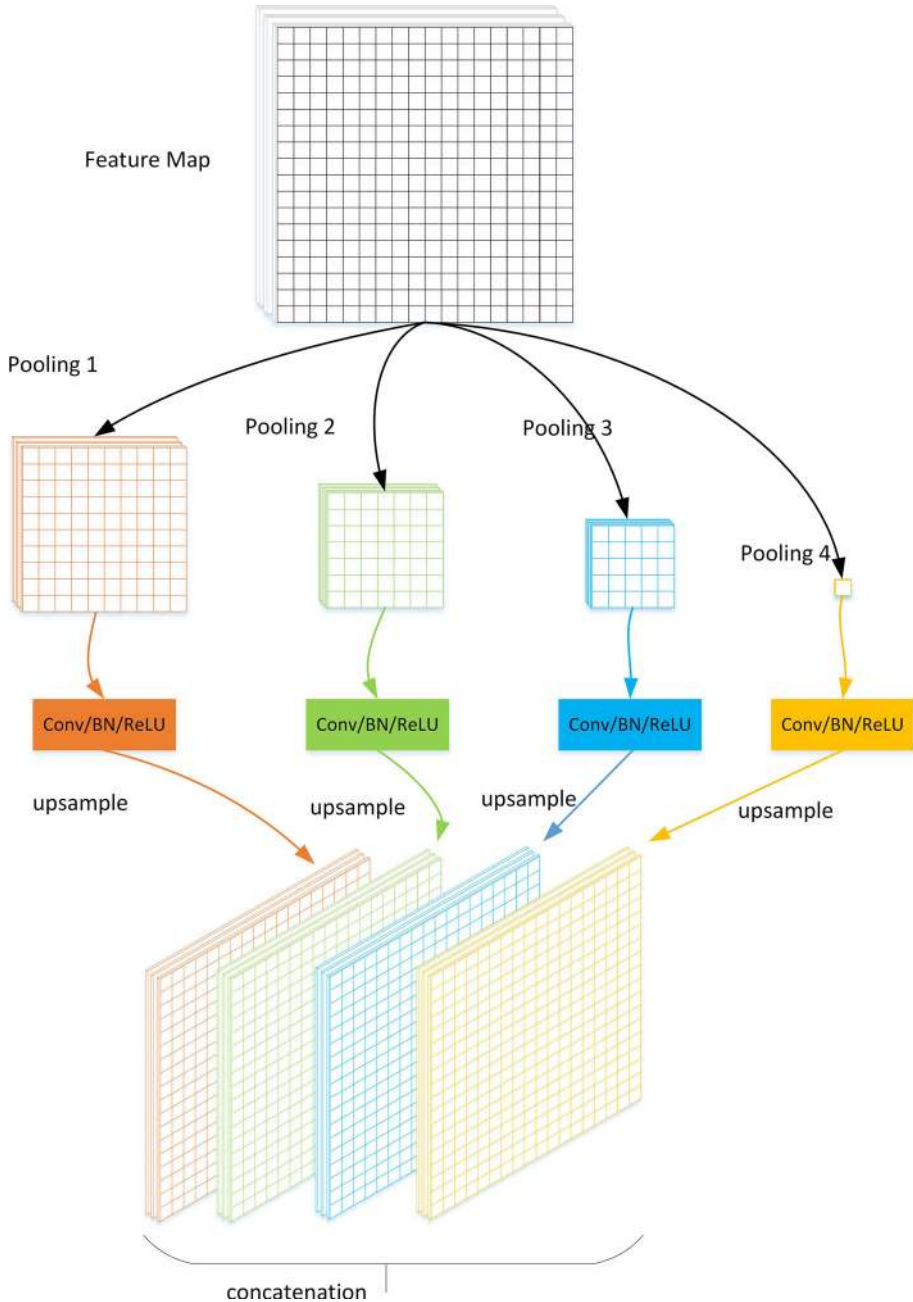 Feature Map
Pooling 1
Pooling 2
Pooling 3
Pooling 4
Conv/BN/ReLU
Conv/BN/ReLU
Conv/BN/ReLU
Conv/BN/ReLU
upsample
upsample
upsample
upsample
concatenation